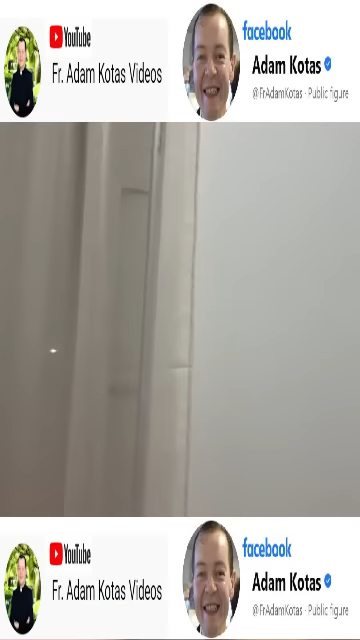 YouTube
Fr. Adam Kotas Videos
facebook
Adam Kotas
@FrAdamKotas · Public figure
YouTube
Fr. Adam Kotas Videos
facebook
Adam Kotas
@FrAdamKotas · Public figure